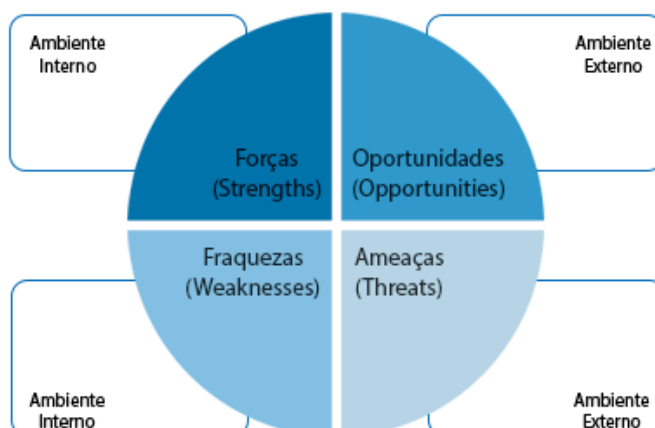 Ambiente
Interno
Ambiente
Externo
Forças
(Strengths)
Oportunidades
(Opportunities)
Fraquezas
(Weaknesses)
Ameaças
(Threats)
Ambiente
Interno
Ambiente
Externo